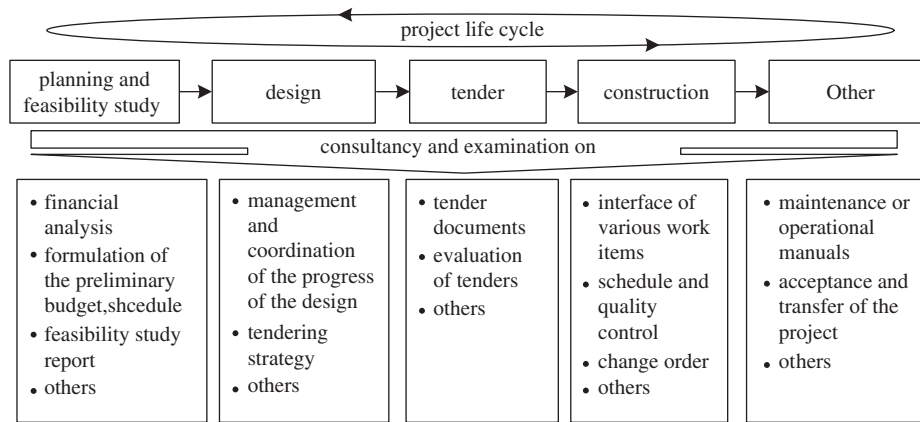 project life cycle
planning and
feasibility study
design
tender
construction
Other
consultancy and examination on
• financial
analysis
• formulation of
the preliminary
budget,shcedule
• feasibility study
report
• others
• management
and
coordination
of the progress
of the design
• tendering
strategy
• others
• tender
documents
• evaluation
of tenders
• others
• interface of
various work
items
• schedule and
quality
control
• change order
• others
• maintenance or
operational
manuals
• acceptance and
transfer of the
project
• others